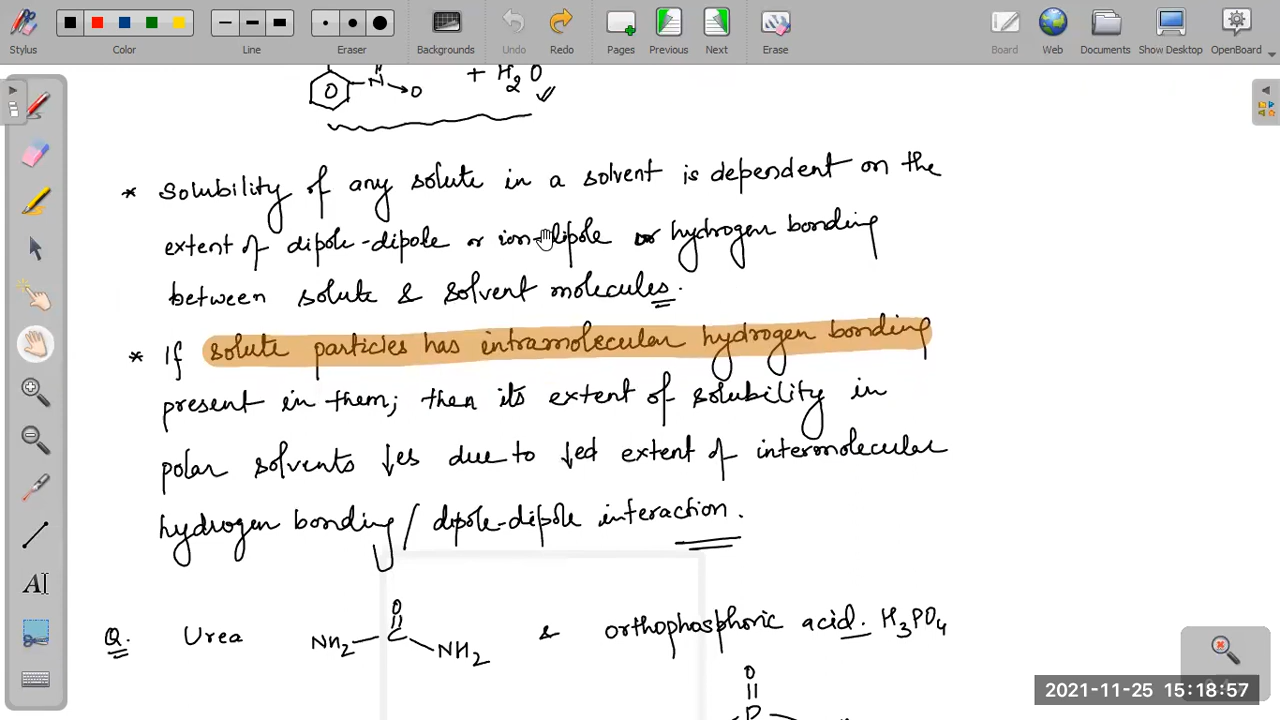 Stylus
Color
Line
Eraser
Backgrounds
Undo
Redo
Pages
Previous
Next
Erase
Board
Web
Documents
Show Desktop
OpenBoard
N → O + H2O
* Solubility of any solute in a solvent is dependent on the
extent of dipole-dipole or ion-dipole or hydrogen bonding
between solute & solvent molecules.
* If solute particles has intramolecular hydrogen bonding
present in them; then its extent of solubility in
polar solvents ↓es due to ↓ed extent of intermolecular
hydrogen bonding / dipole-dipole interaction.
Q. Urea NH2 C O NH2 & orthophosphoric acid. H3PO4
O
P
2021-11-25 15:18:57